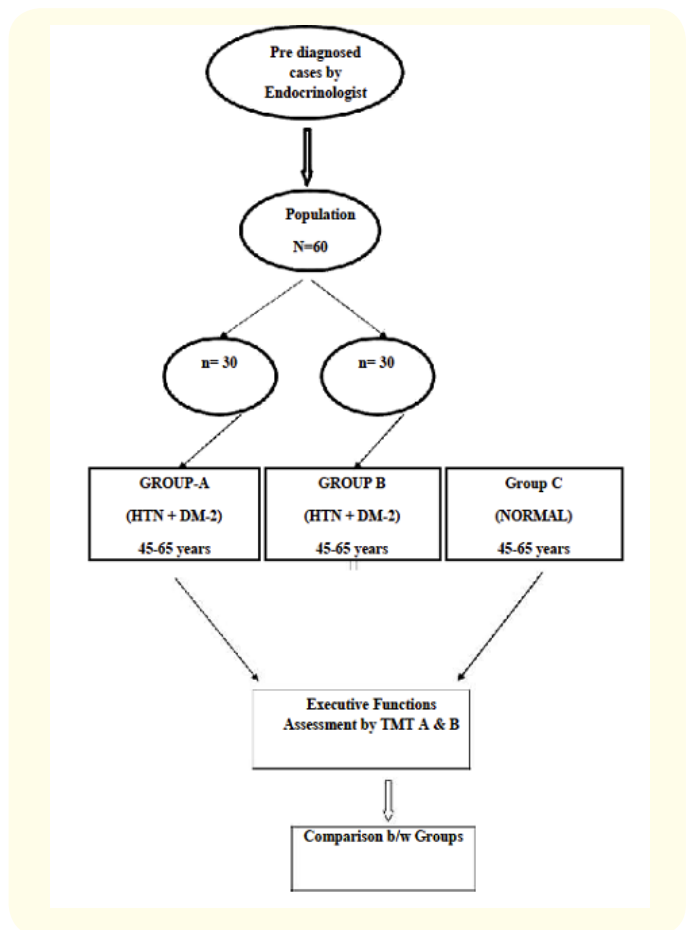 Pre diagnosed
cases by
Endocrinologist
Population
N=60
n= 30
n= 30
GROUP-A
(HTN + DM-2)
45-65 years
GROUP B
(HTN + DM-2)
45-65 years
Group C
(NORMAL)
45-65 years
Executive Functions
Assessment by TMT A & B
Comparison b/w Groups